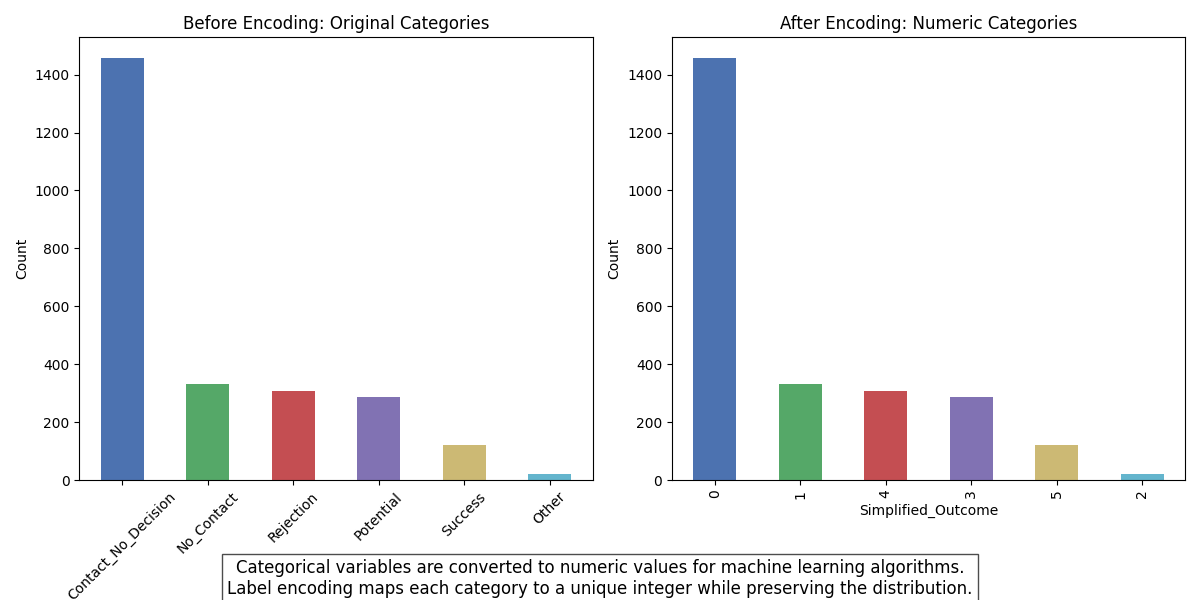 Before Encoding: Original Categories
Count
1400
1200
1000
800
600
400
200
0
Contact_No_Decision
No_Contact
Rejection
Potential
Success
Other
After Encoding: Numeric Categories
Count
1400
1200
1000
800
600
400
200
0
0
1
4
3
5
2
Simplified_Outcome
Categorical variables are converted to numeric values for machine learning algorithms.
Label encoding maps each category to a unique integer while preserving the distribution.